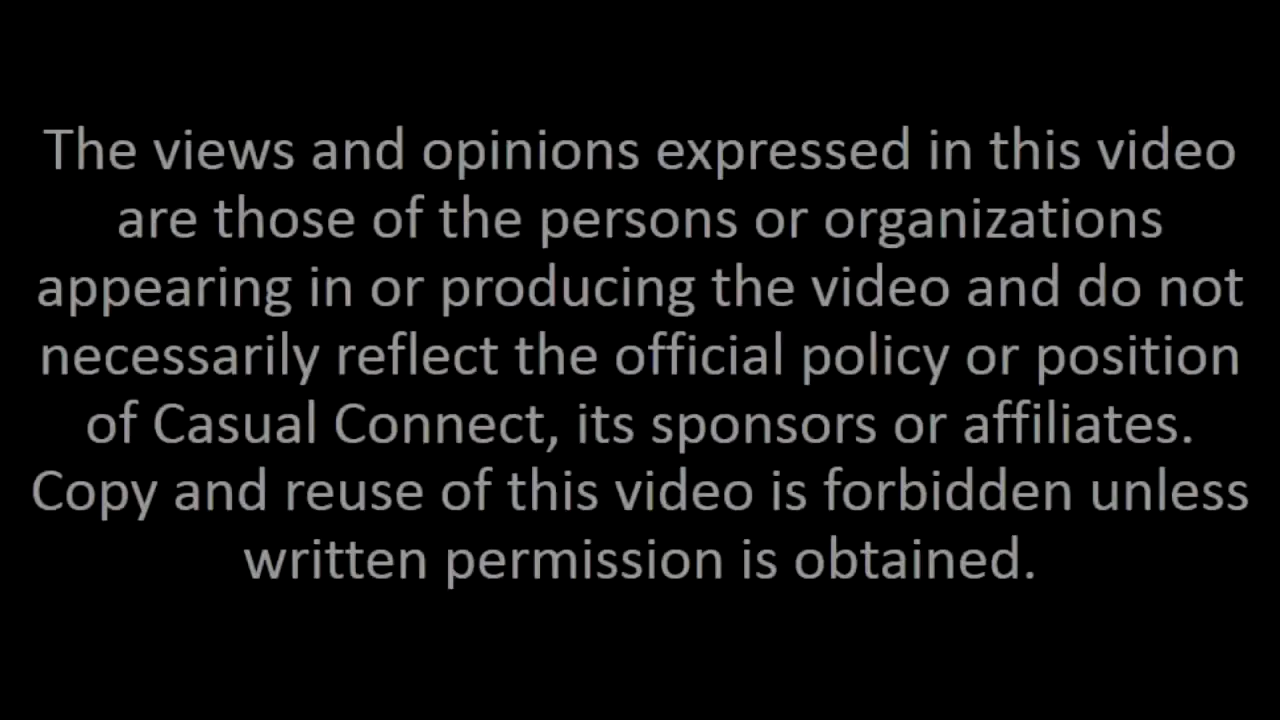 The views and opinions expressed in this video
are those of the persons or organizations
appearing in or producing the video and do not
necessarily reflect the official policy or position
of Casual Connect, its sponsors or affiliates.
Copy and reuse of this video is forbidden unless
written permission is obtained.